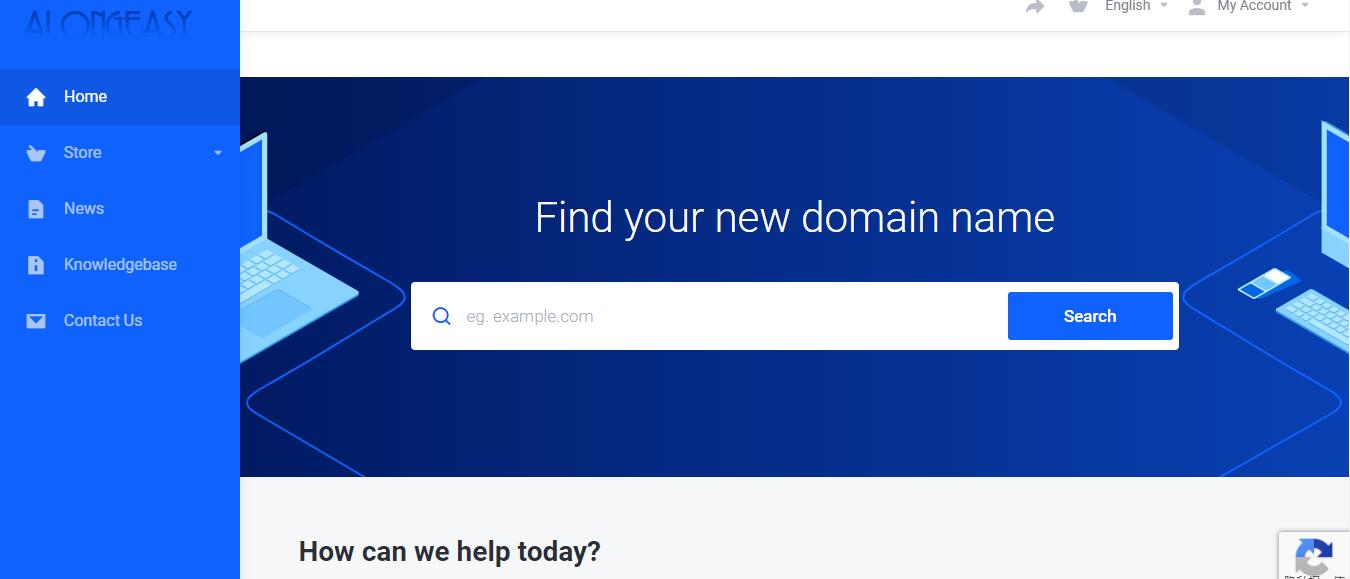 ALONGEASY
English
My Account
Home
Store
News
Knowledgebase
Contact Us
Find your new domain name
eg. example.com
Search
How can we help today?